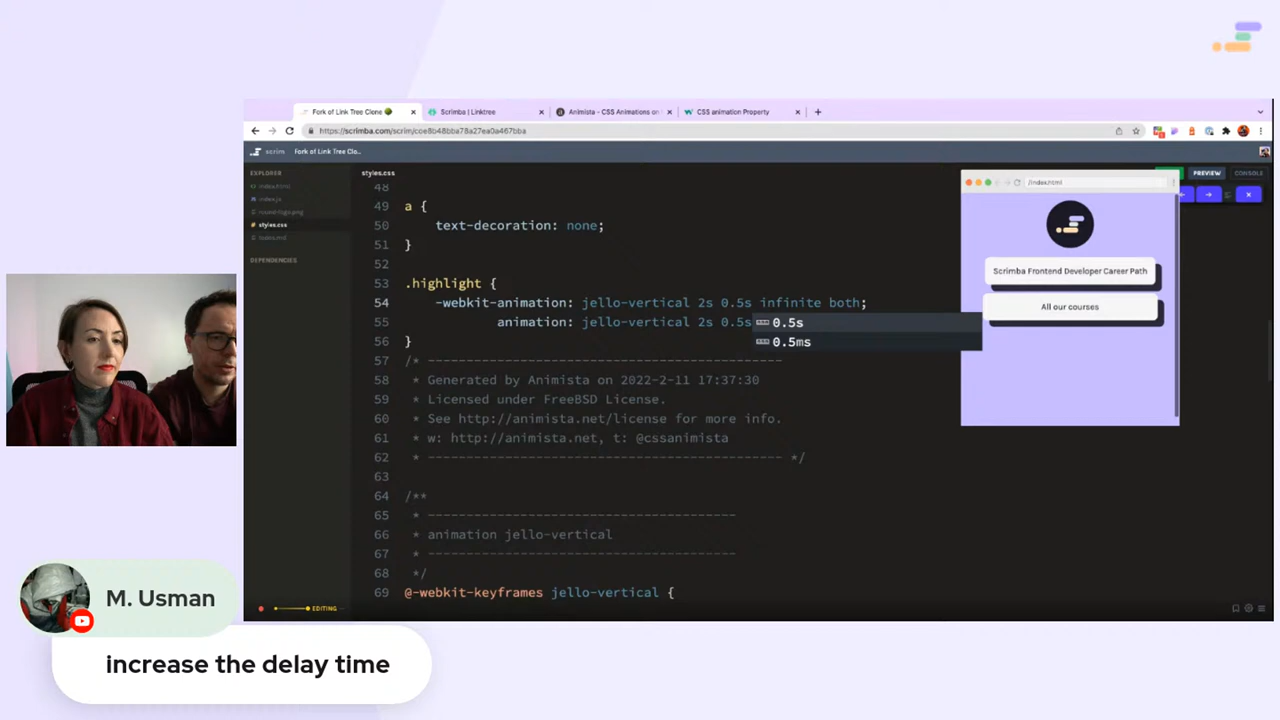 Fork of Link Tree Clone
Scrimba | Linktree
Animista - CSS Animations on
CSS animation Property
https://scrimba.com/scrim/coe8b48bba78a27ea0a467bba
scrim Fork of Link Tree Clo...
EXPLORER
index.html
index.js
round-logo.png
styles.css
DEPENDENCIES
styles.css
PREVIEW
CONSOLE
48
49 a {
50 text-decoration: none;
51 }
52
53 .highlight {
54 -webkit-animation: jello-vertical 2s 0.5s infinite both;
55 animation: jello-vertical 2s 0.5s
0.5s
0.5ms
56 }
57 /* ----------------------------------------------
58 * Generated by Animista on 2022-2-11 17:37:30
59 * Licensed under FreeBSD License.
60 * See http://animista.net/license for more info.
61 * w: http://animista.net, t: @cssanimista
62 * ---------------------------------------------- */
63
64 /**
65 * ----------------------------------------
66 * animation jello-vertical
67 * ----------------------------------------
68 */
69 @-webkit-keyframes jello-vertical {
EDITING
/index.html
Scrimba Frontend Developer Career Path
All our courses
M. Usman
increase the delay time